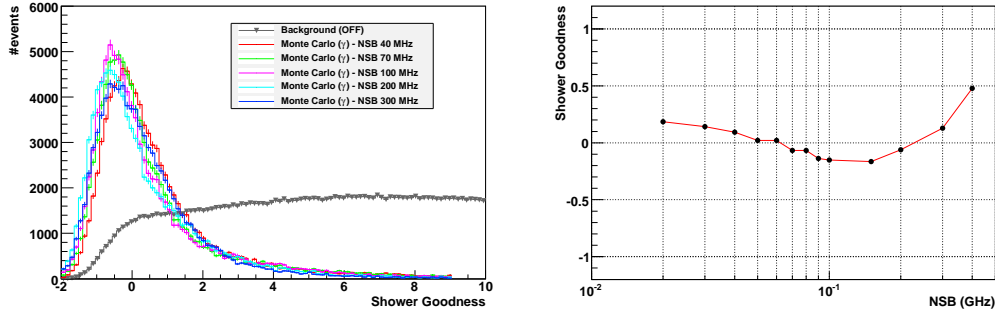 #events
6000
5000
4000
3000
2000
1000
0
-2 0 2 4 6 8 10
Shower Goodness
Background (OFF)
Monte Carlo (γ) - NSB 40 MHz
Monte Carlo (γ) - NSB 70 MHz
Monte Carlo (γ) - NSB 100 MHz
Monte Carlo (γ) - NSB 200 MHz
Monte Carlo (γ) - NSB 300 MHz
Shower Goodness
1
0.5
0
-0.5
-1
10⁻² 10⁻¹
NSB (GHz)